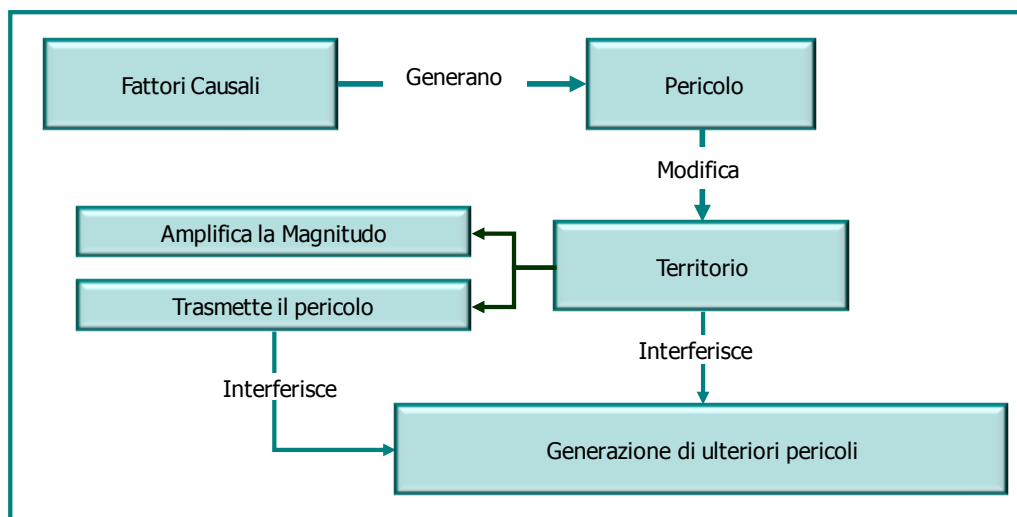 Fattori Causali
Generano
Pericolo
Modifica
Amplifica la Magnitudo
Territorio
Trasmette il pericolo
Interferisce
Interferisce
Generazione di ulteriori pericoli